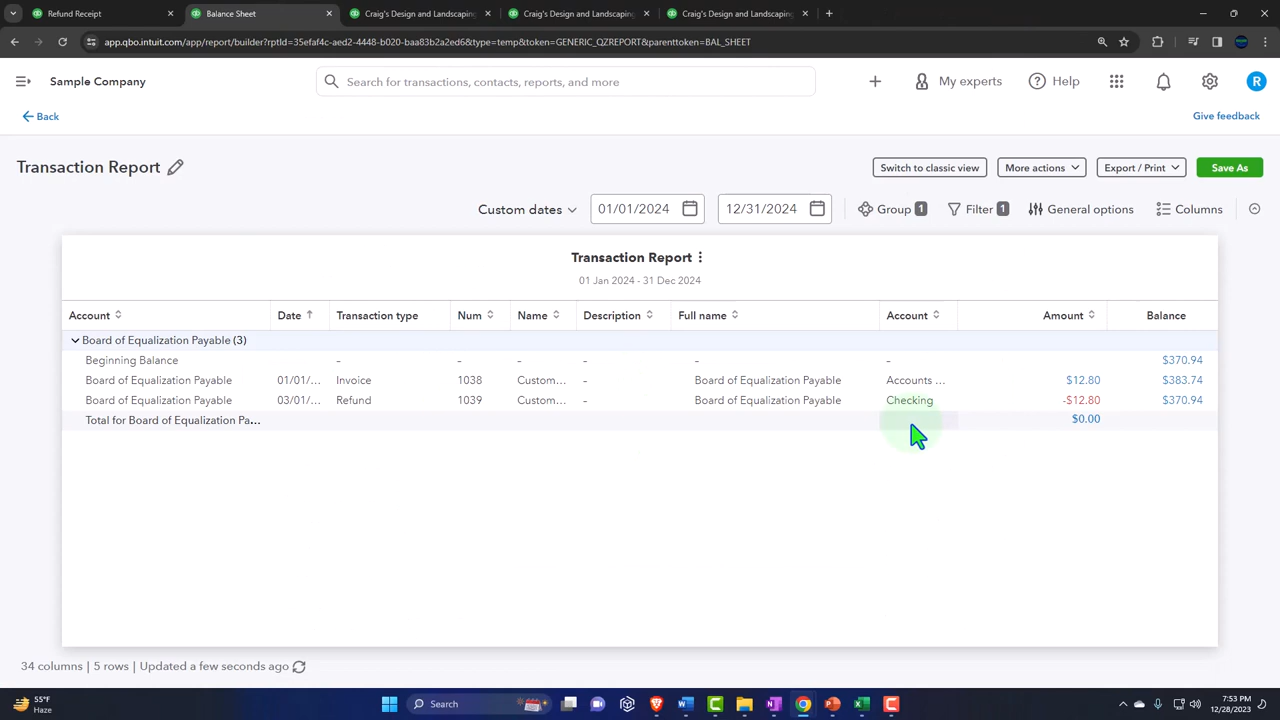 Refund Receipt
Balance Sheet
Craig's Design and Landscaping
Craig's Design and Landscaping
Craig's Design and Landscaping
app.qbo.intuit.com/app/report/builder?rptId=35efaf4c-aed2-4448-b020-baa83b2a2ed6&type=temp&token=GENERIC_QZREPORT&parenttoken=BAL_SHEET
Sample Company
Search for transactions, contacts, reports, and more
My experts
Help
R
Back
Give feedback
Transaction Report
Switch to classic view
More actions
Export / Print
Save As
Custom dates
01/01/2024
12/31/2024
Group 1
Filter 1
General options
Columns
Transaction Report
01 Jan 2024 - 31 Dec 2024
Account Date Transaction type Num Name Description Full name Account Amount Balance
Board of Equalization Payable (3)
Beginning Balance – – – – – – – $370.94
Board of Equalization Payable 01/01/... Invoice 1038 Custom... – Board of Equalization Payable Accounts ... $12.80 $383.74
Board of Equalization Payable 03/01/... Refund 1039 Custom... – Board of Equalization Payable Checking -$12.80 $370.94
Total for Board of Equalization Pa... $0.00
34 columns | 5 rows | Updated a few seconds ago
55°F
Haze
Search
7:53 PM
12/28/2023